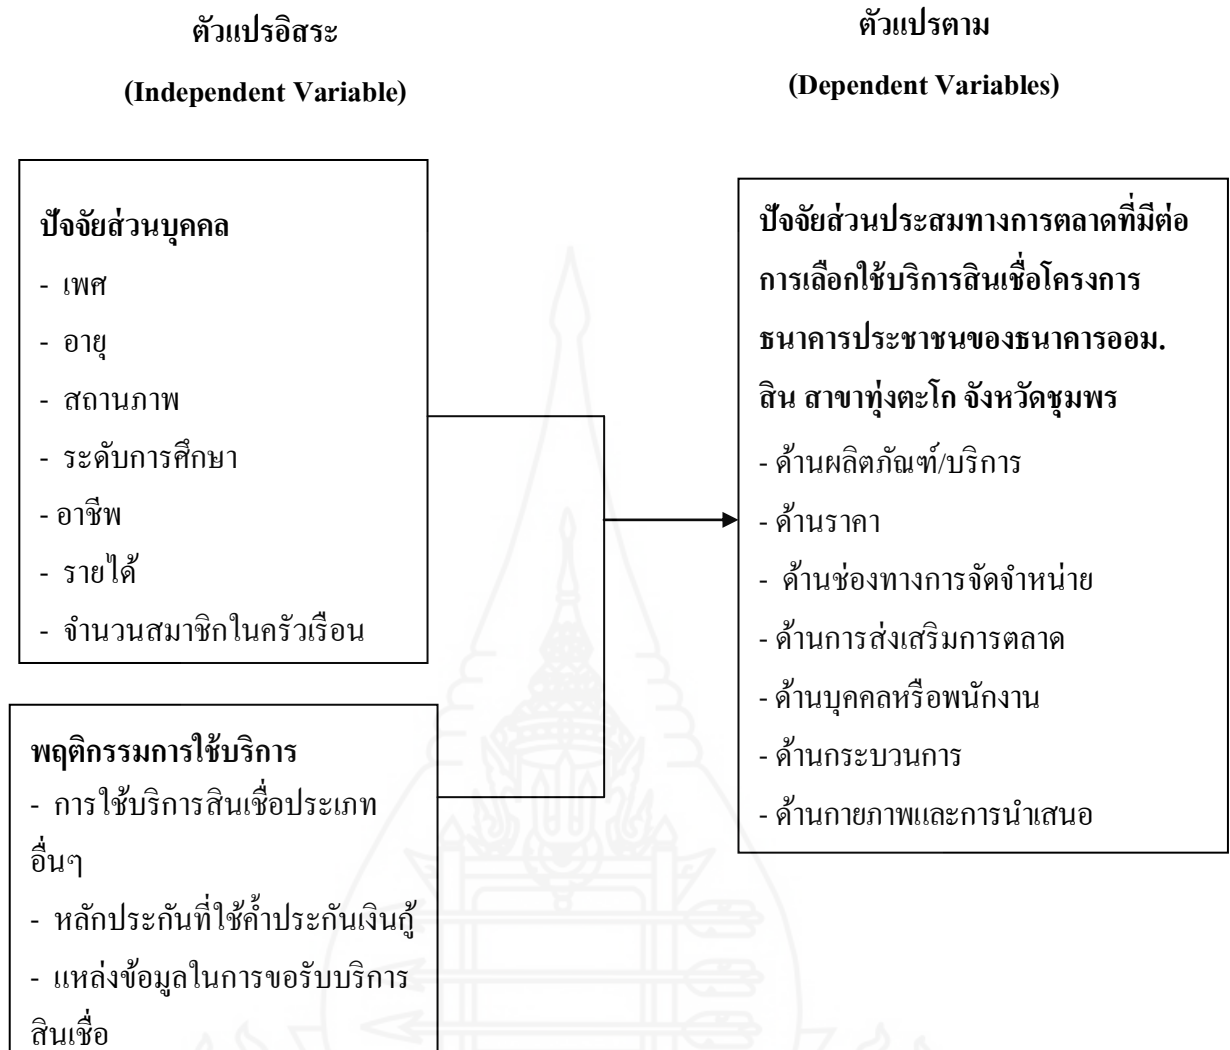 ตัวแปรอิสระ
(Independent Variable)
ปัจจัยส่วนบุคคล
- เพศ
- อายุ
- สถานภาพ
- ระดับการศึกษา
- อาชีพ
- รายได้
- จำนวนสมาชิกในครัวเรือน
พฤติกรรมการใช้บริการ
- การใช้บริการสินเชื่อประเภท
อื่นๆ
- หลักประกันที่ใช้ค้ำประกันเงินกู้
- แหล่งข้อมูลในการขอรับบริการ
สินเชื่อ
ตัวแปรตาม
(Dependent Variables)
ปัจจัยส่วนประสมทางการตลาดที่มีต่อ
การเลือกใช้บริการสินเชื่อโครงการ
ธนาคารประชาชนของธนาคารออม.
สิน สาขาทุ่งตะโก จังหวัดชุมพร
- ด้านผลิตภัณฑ์/บริการ
- ด้านราคา
- ด้านช่องทางการจัดจำหน่าย
- ด้านการส่งเสริมการตลาด
- ด้านบุคคลหรือพนักงาน
- ด้านกระบวนการ
- ด้านกายภาพและการนำเสนอ